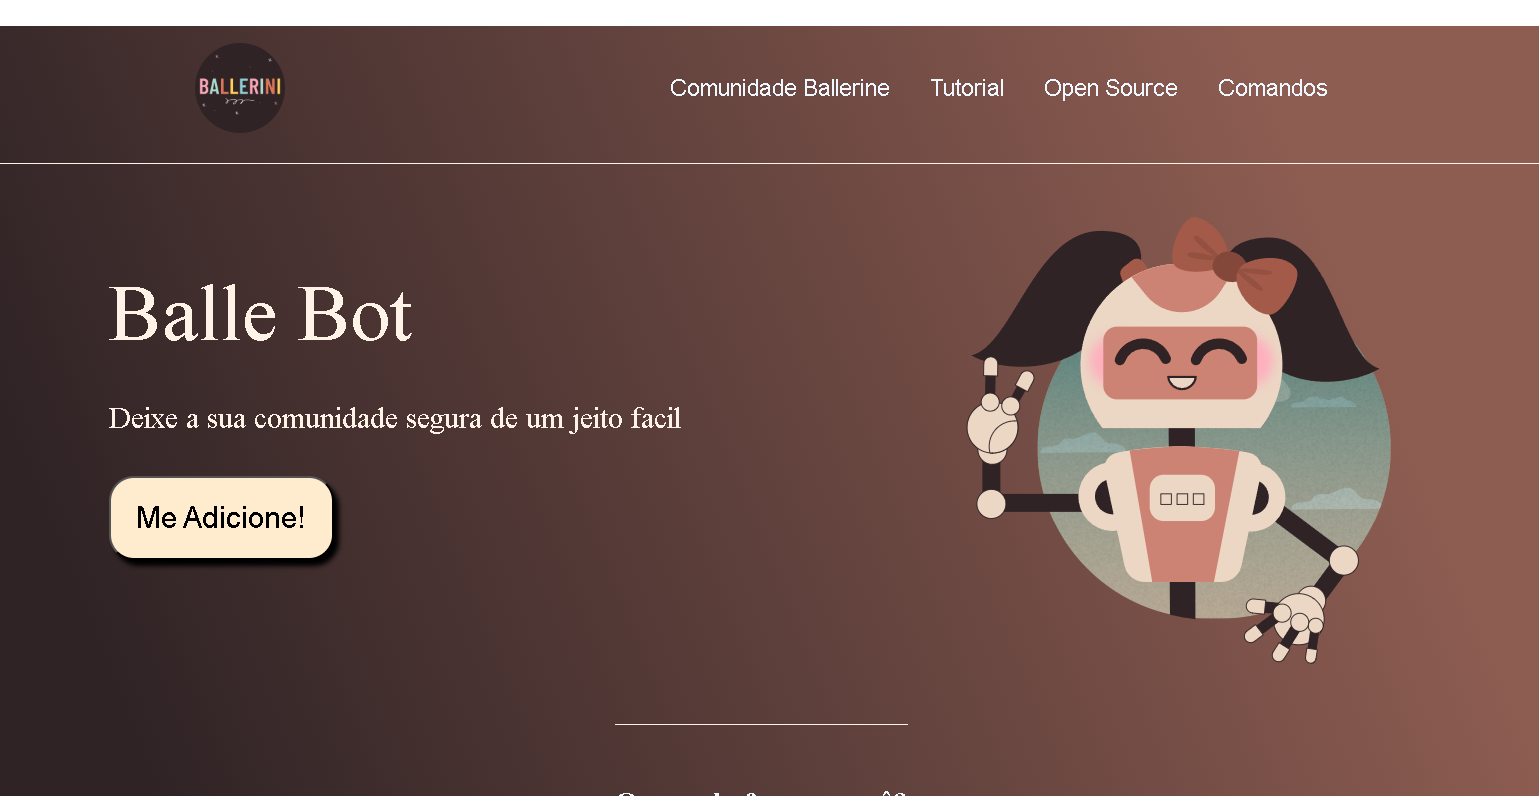 BALLERINI
Comunidade Ballerine Tutorial Open Source Comandos
Balle Bot
Deixe a sua comunidade segura de um jeito facil
Me Adicione!